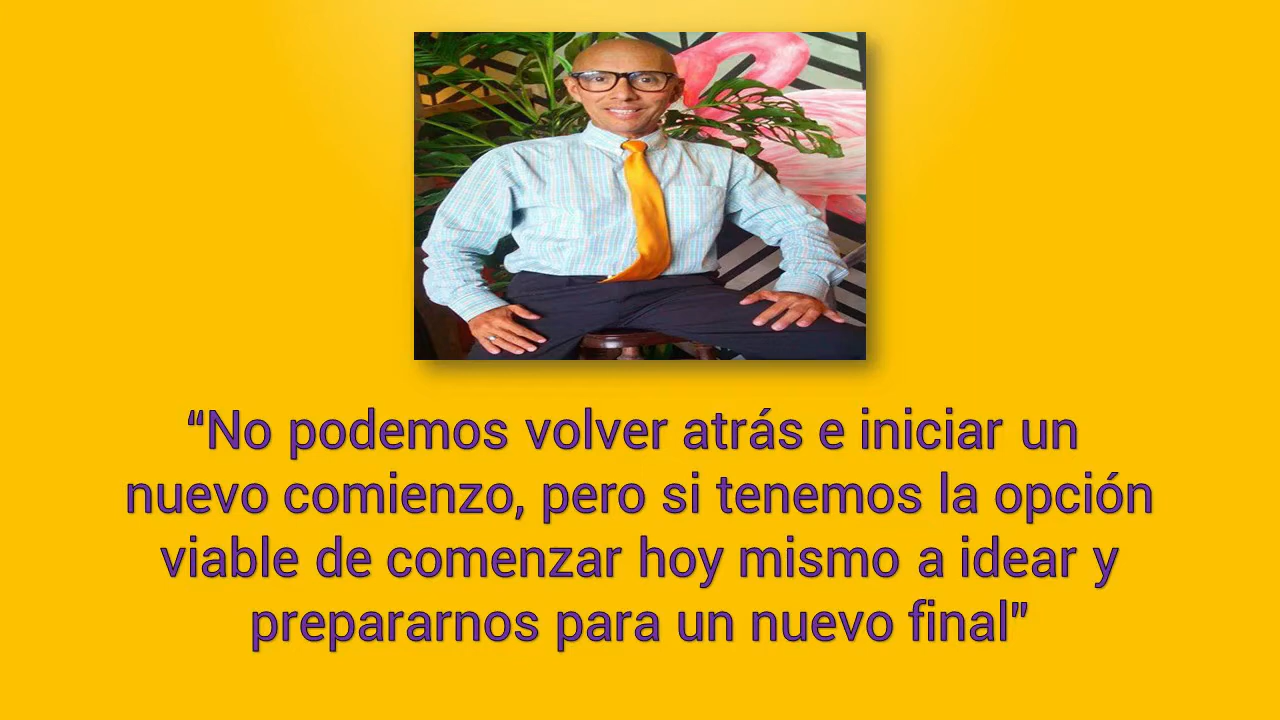 “No podemos volver atrás e iniciar un
nuevo comienzo, pero si tenemos la opción
viable de comenzar hoy mismo a idear y
prepararnos para un nuevo final”